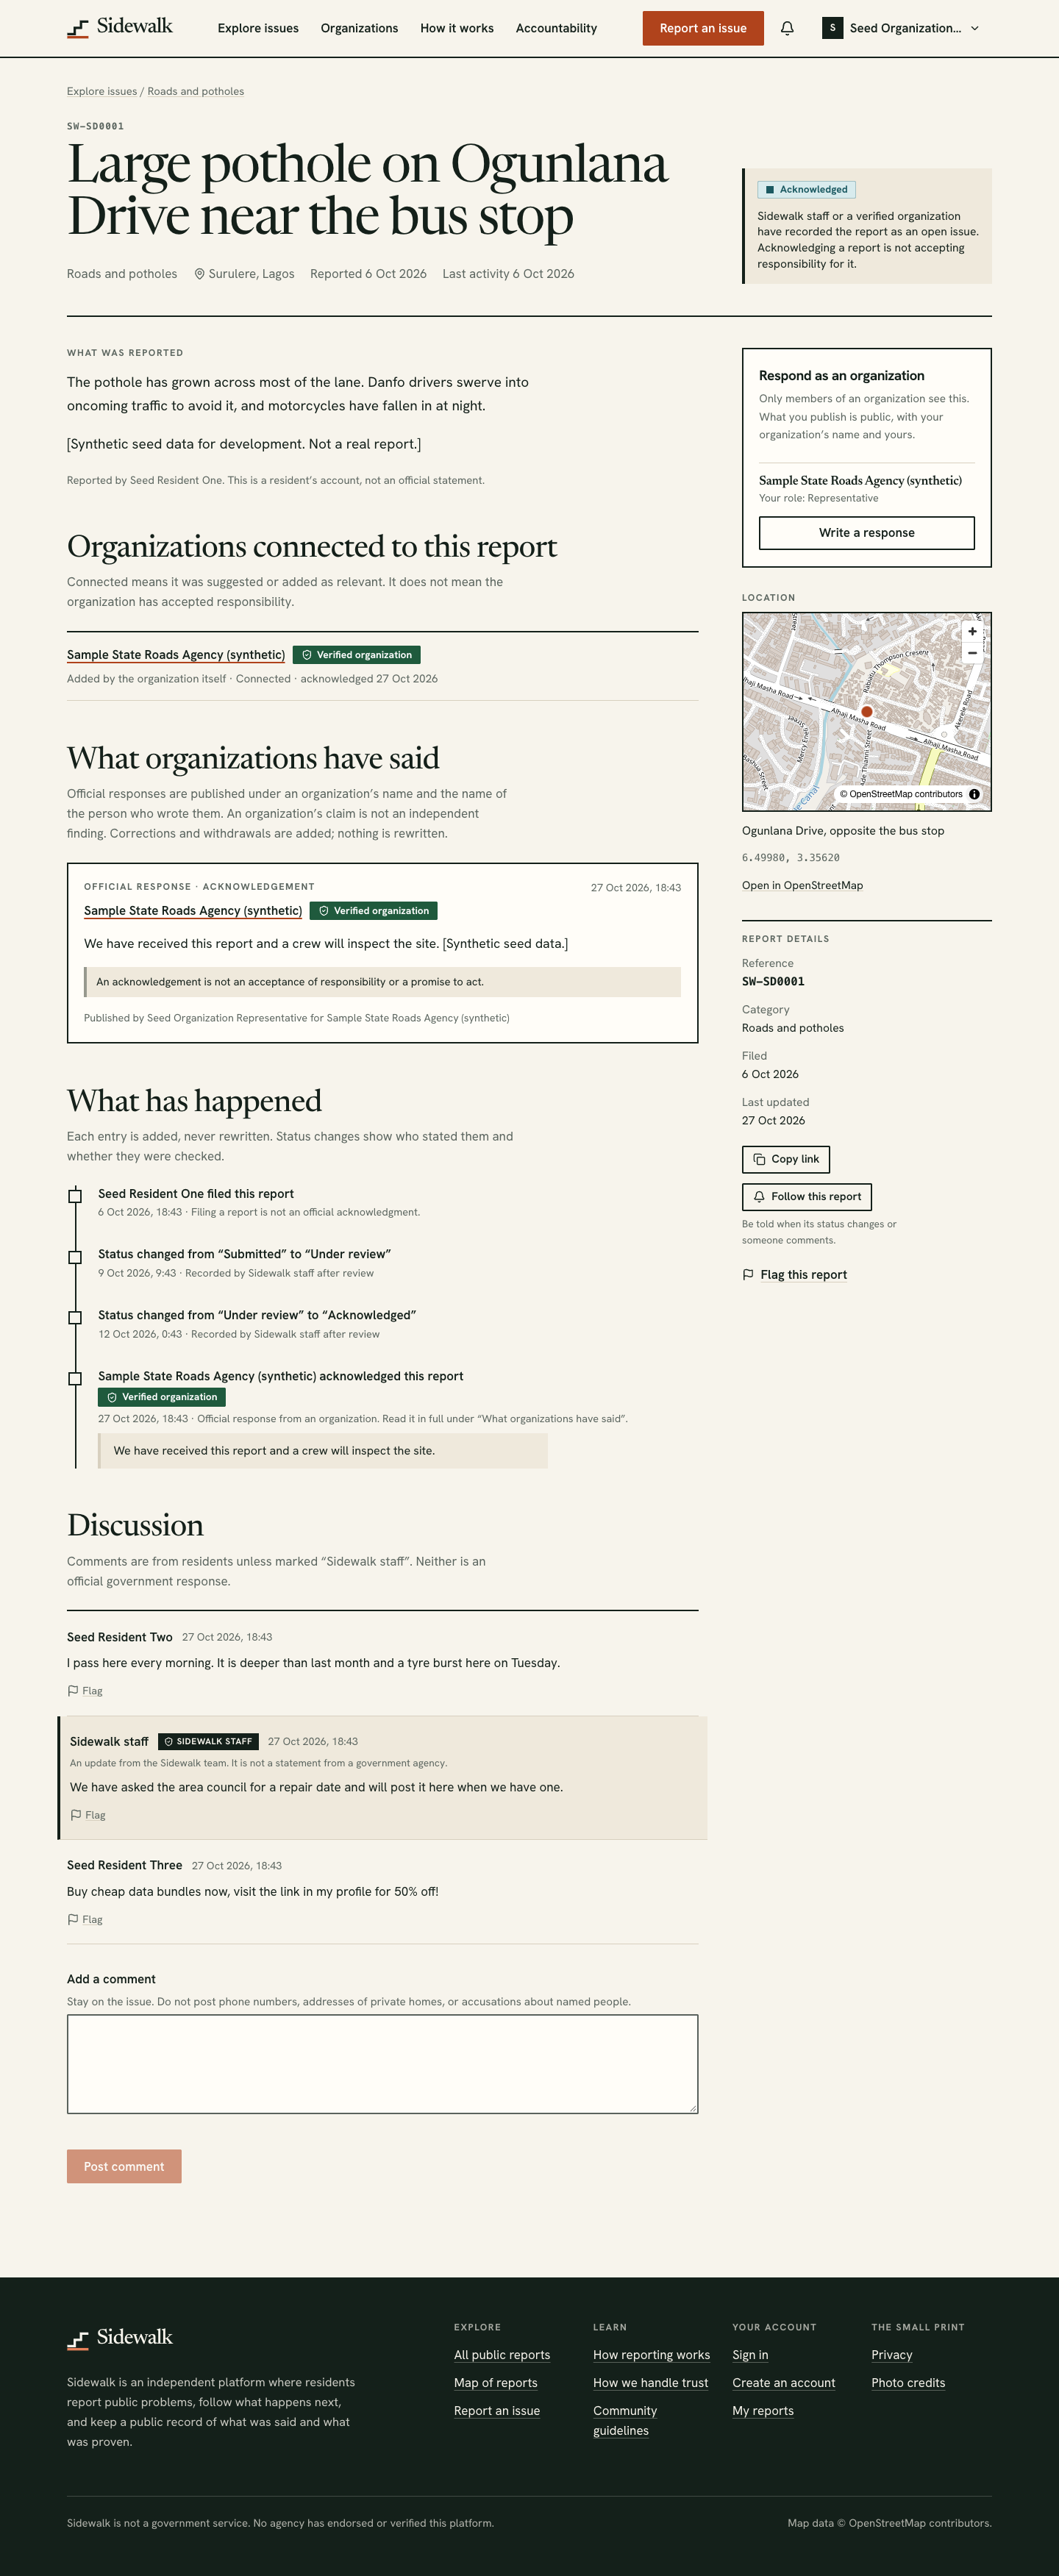 Sidewalk
Explore issues
Organizations
How it works
Accountability
Report an issue
S
Seed Organization...
Explore issues / Roads and potholes
SW-SD0001
Large pothole on Ogunlana
Drive near the bus stop
Roads and potholes
Surulere, Lagos
Reported 6 Oct 2026
Last activity 6 Oct 2026
Acknowledged
Sidewalk staff or a verified organization
have recorded the report as an open issue.
Acknowledging a report is not accepting
responsibility for it.
WHAT WAS REPORTED
The pothole has grown across most of the lane. Danfo drivers swerve into
oncoming traffic to avoid it, and motorcycles have fallen in at night.
[Synthetic seed data for development. Not a real report.]
Reported by Seed Resident One. This is a resident's account, not an official statement.
Organizations connected to this report
Connected means it was suggested or added as relevant. It does not mean the
organization has accepted responsibility.
Sample State Roads Agency (synthetic)
Verified organization
Added by the organization itself · Connected · acknowledged 27 Oct 2026
What organizations have said
Official responses are published under an organization's name and the name of
the person who wrote them. An organization's claim is not an independent
finding. Corrections and withdrawals are added; nothing is rewritten.
OFFICIAL RESPONSE · ACKNOWLEDGEMENT
27 Oct 2026, 18:43
Sample State Roads Agency (synthetic)
Verified organization
We have received this report and a crew will inspect the site. [Synthetic seed data.]
An acknowledgement is not an acceptance of responsibility or a promise to act.
Published by Seed Organization Representative for Sample State Roads Agency (synthetic)
What has happened
Each entry is added, never rewritten. Status changes show who stated them and
whether they were checked.
Seed Resident One filed this report
6 Oct 2026, 18:43 · Filing a report is not an official acknowledgment.
Status changed from “Submitted” to “Under review”
9 Oct 2026, 9:43 · Recorded by Sidewalk staff after review
Status changed from “Under review” to “Acknowledged”
12 Oct 2026, 0:43 · Recorded by Sidewalk staff after review
Sample State Roads Agency (synthetic) acknowledged this report
Verified organization
27 Oct 2026, 18:43 · Official response from an organization. Read it in full under “What organizations have said”.
We have received this report and a crew will inspect the site.
Discussion
Comments are from residents unless marked “Sidewalk staff”. Neither is an
official government response.
Seed Resident Two
27 Oct 2026, 18:43
I pass here every morning. It is deeper than last month and a tyre burst here on Tuesday.
Flag
Sidewalk staff
SIDEWALK STAFF
27 Oct 2026, 18:43
An update from the Sidewalk team. It is not a statement from a government agency.
We have asked the area council for a repair date and will post it here when we have one.
Flag
Seed Resident Three
27 Oct 2026, 18:43
Buy cheap data bundles now, visit the link in my profile for 50% off!
Flag
Add a comment
Stay on the issue. Do not post phone numbers, addresses of private homes, or accusations about named people.
Post comment
Respond as an organization
Only members of an organization see this.
What you publish is public, with your
organization's name and yours.
Sample State Roads Agency (synthetic)
Your role: Representative
Write a response
LOCATION
Rabiatu Thompson Cresent
Alhaji Masha Road
Alhaji Masha Road
Alhaji Masha Road
Akerele Road
Mercy Eneli
Street
Ade Thianni Street
Bashua Street
Canal
© OpenStreetMap contributors
Ogunlana Drive, opposite the bus stop
6.49980, 3.35620
Open in OpenStreetMap
REPORT DETAILS
Reference
SW-SD0001
Category
Roads and potholes
Filed
6 Oct 2026
Last updated
27 Oct 2026
Copy link
Follow this report
Be told when its status changes or
someone comments.
Flag this report
Sidewalk
Sidewalk is an independent platform where residents
report public problems, follow what happens next,
and keep a public record of what was said and what
was proven.
EXPLORE
All public reports
Map of reports
Report an issue
LEARN
How reporting works
How we handle trust
Community
guidelines
YOUR ACCOUNT
Sign in
Create an account
My reports
THE SMALL PRINT
Privacy
Photo credits
Sidewalk is not a government service. No agency has endorsed or verified this platform.
Map data © OpenStreetMap contributors.